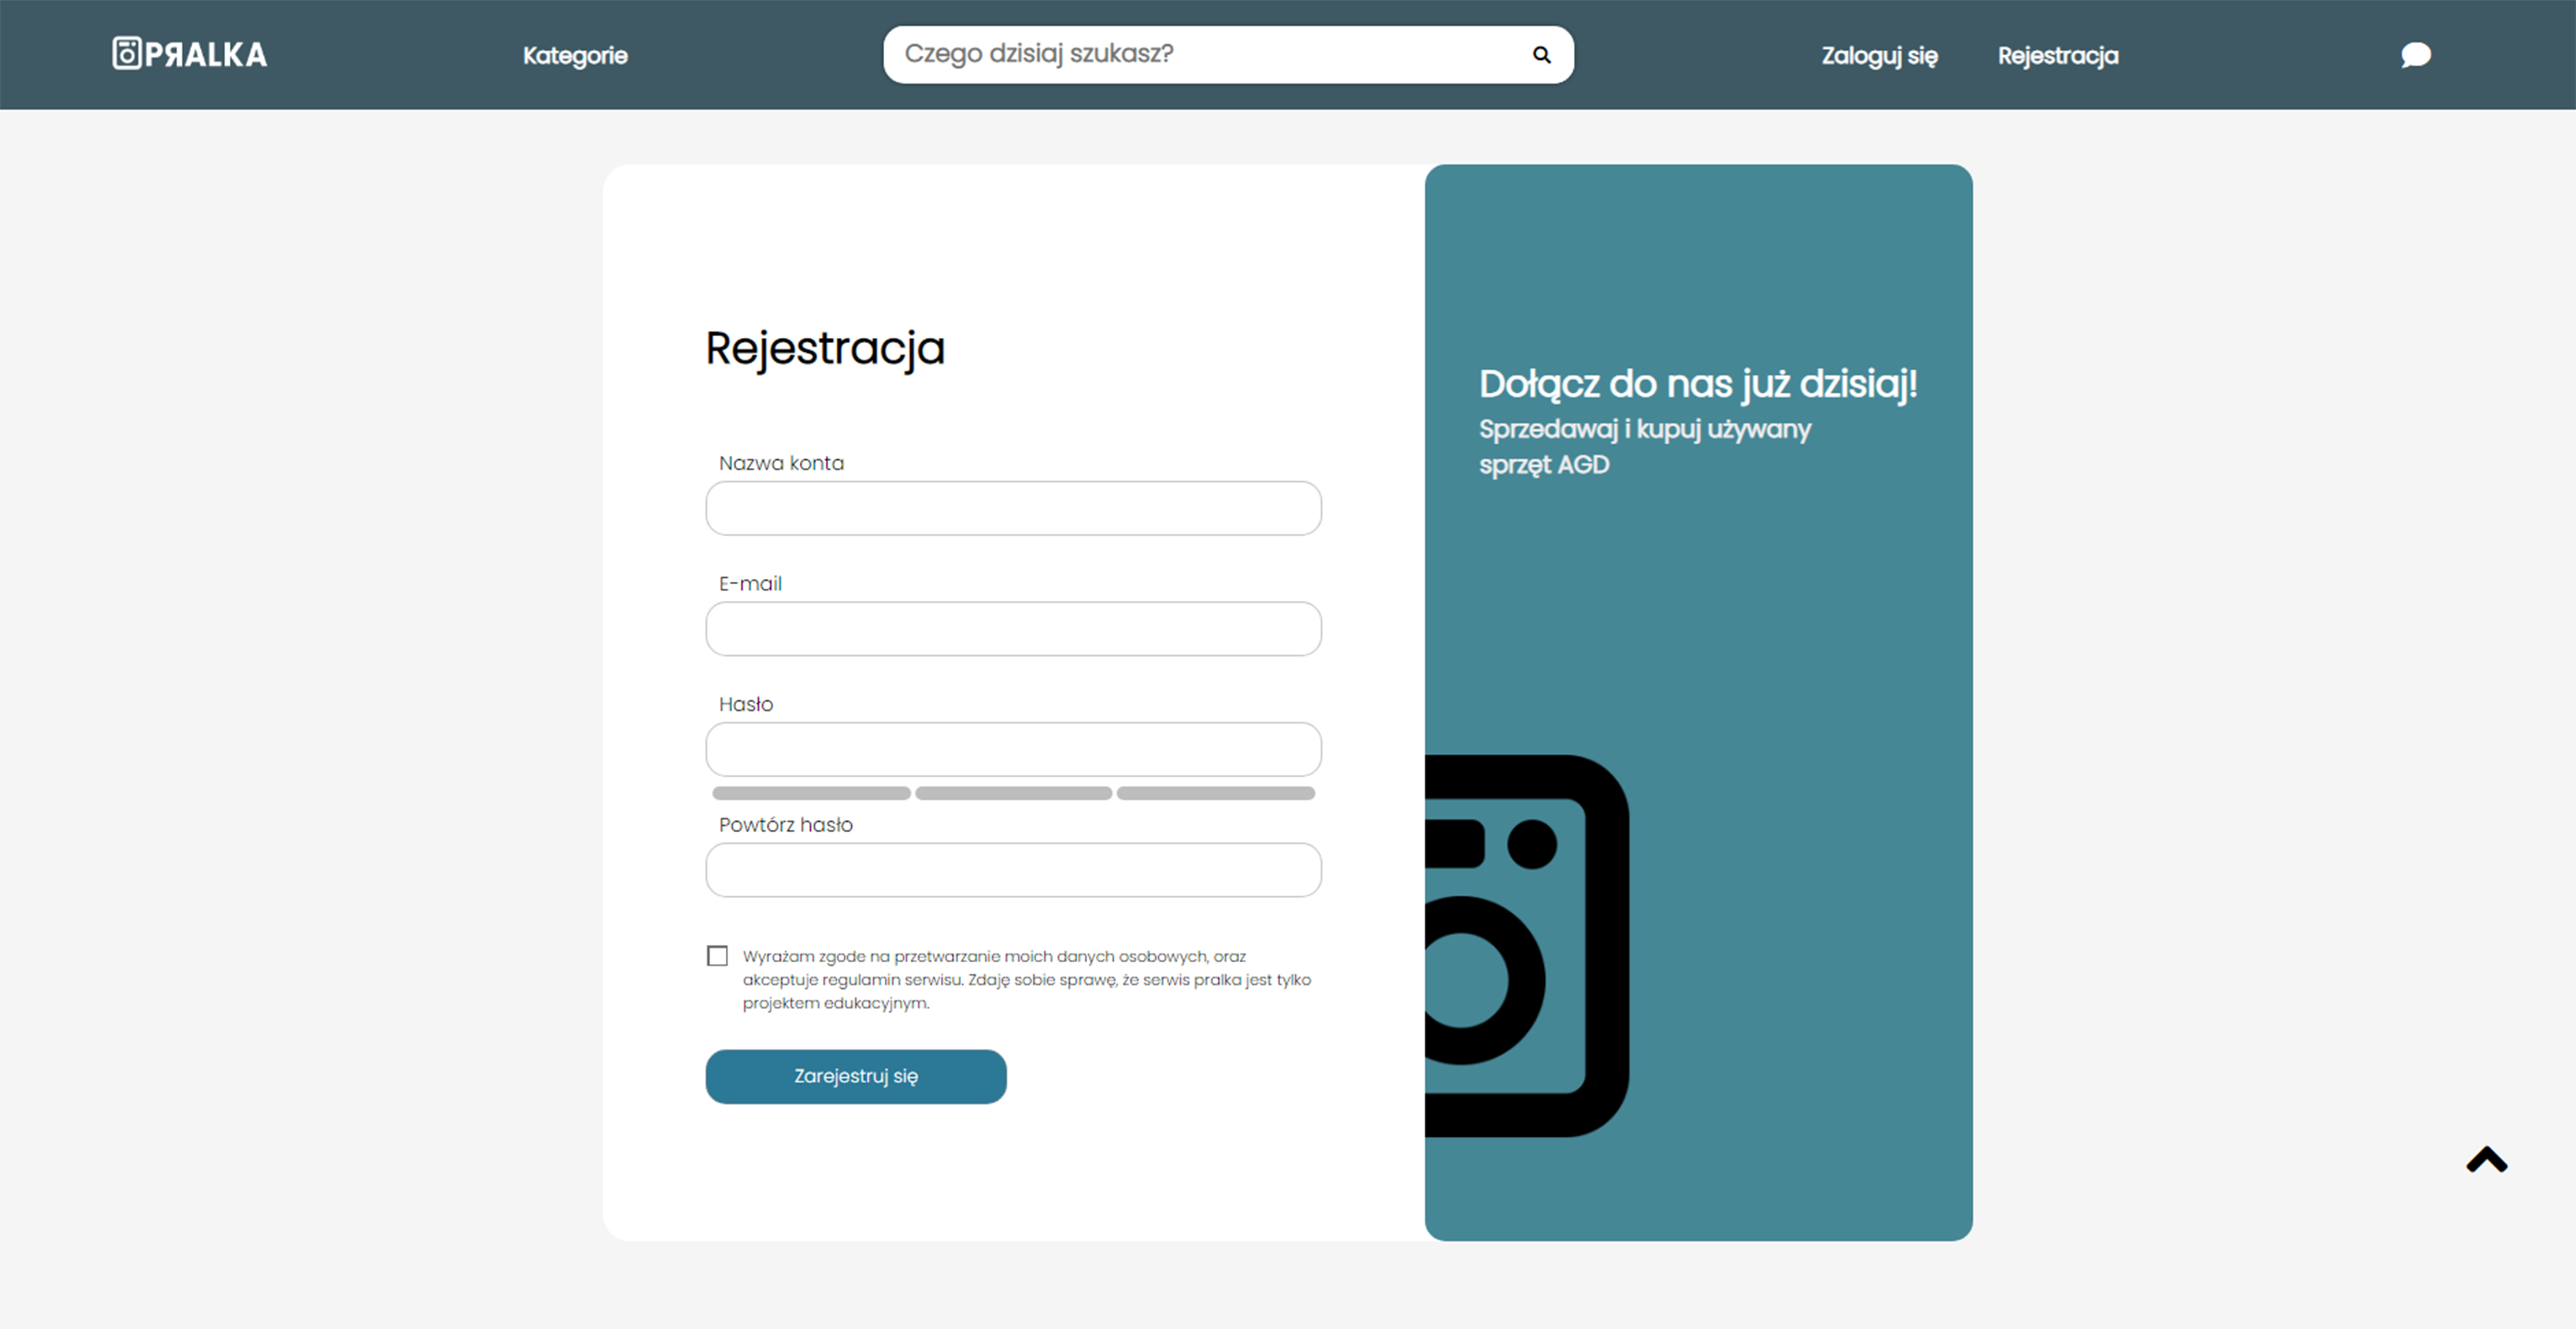 PЯALKA
Kategorie
Czego dzisiaj szukasz?
Zaloguj się
Rejestracja
Rejestracja
Nazwa konta
E-mail
Hasło
Powtórz hasło
Wyrażam zgode na przetwarzanie moich danych osobowych, oraz
akceptuje regulamin serwisu. Zdaję sobie sprawę, że serwis pralka jest tylko
projektem edukacyjnym.
Zarejestruj się
Dołącz do nas już dzisiaj!
Sprzedawaj i kupuj używany
sprzęt AGD